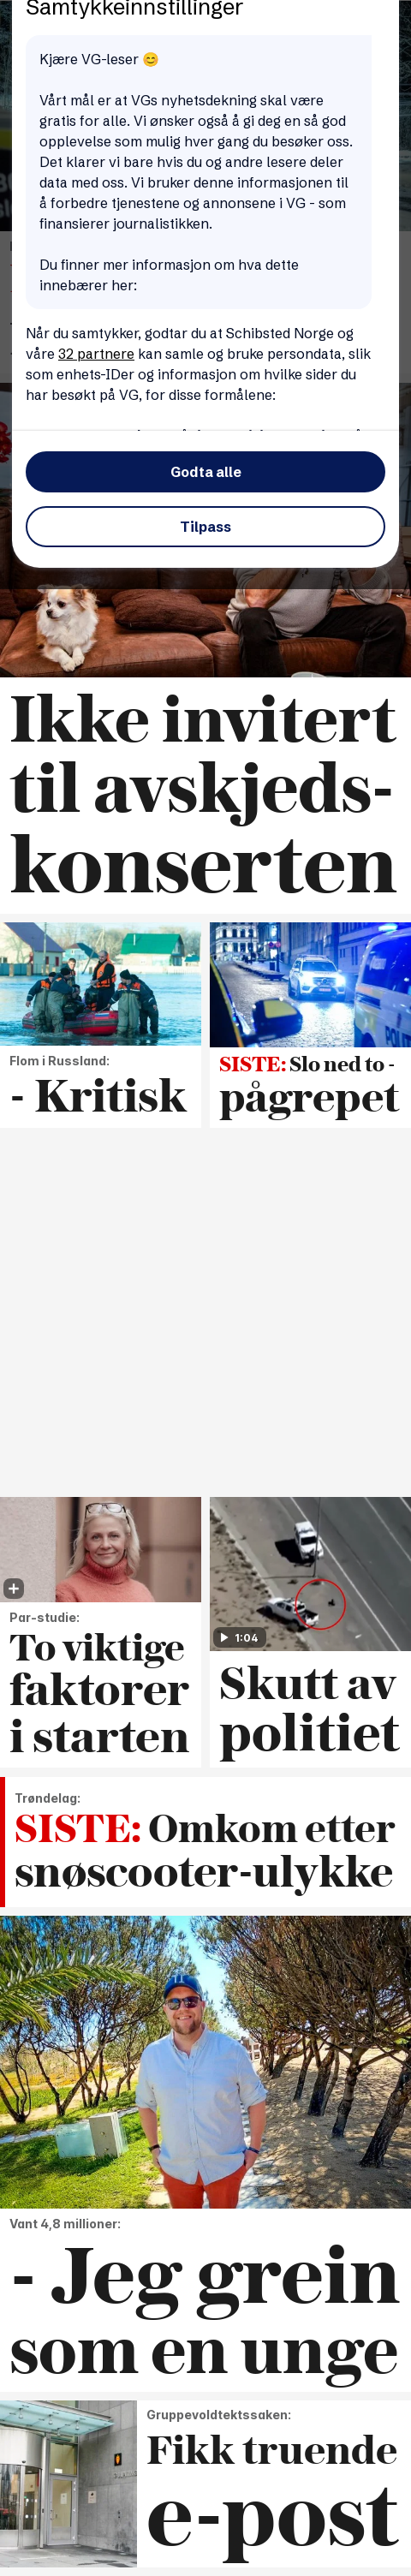 Samtykkeinnstillinger
Kjære VG-leser 😊
Vårt mål er at VGs nyhetsdekning skal være
gratis for alle. Vi ønsker også å gi deg en så god
opplevelse som mulig hver gang du besøker oss.
Det klarer vi bare hvis du og andre lesere deler
data med oss. Vi bruker denne informasjonen til
å forbedre tjenestene og annonsene i VG - som
finansierer journalistikken.
Du finner mer informasjon om hva dette
innebærer her:
Når du samtykker, godtar du at Schibsted Norge og
våre 32 partnere kan samle og bruke persondata, slik
som enhets-IDer og informasjon om hvilke sider du
har besøkt på VG, for disse formålene:
Godta alle
Tilpass
Ikke invitert
til avskjeds-
konserten
Flom i Russland:
- Kritisk
SISTE: Slo ned to -
pågrepet
Par-studie:
To viktige
faktorer
i starten
1:04
Skutt av
politiet
Trøndelag:
SISTE: Omkom etter
snøscooter-ulykke
Vant 4,8 millioner:
- Jeg grein
som en unge
Gruppevoldtektssaken:
Fikk truende
e-post